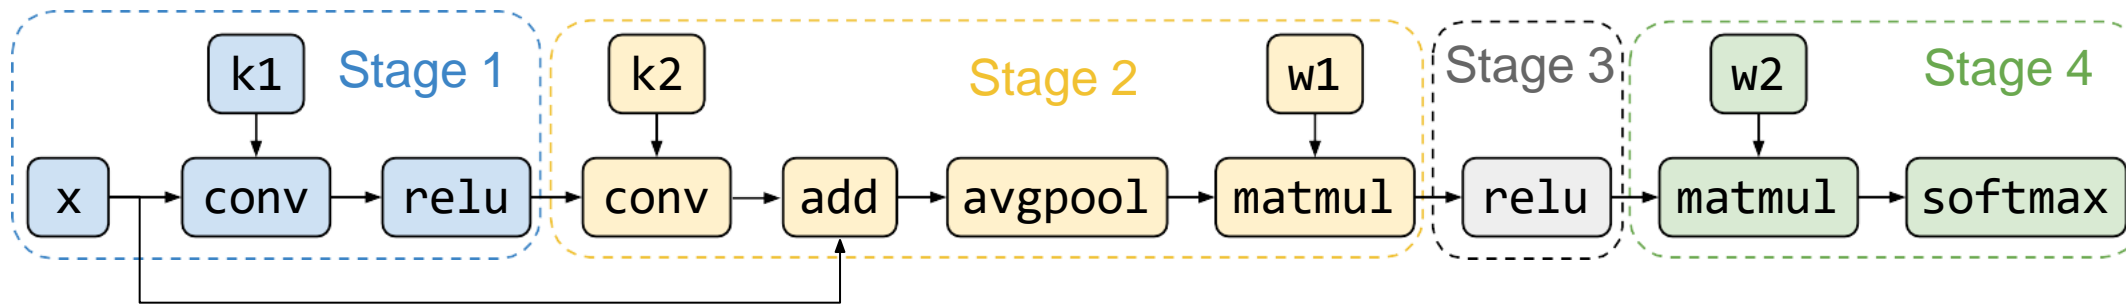 k1
Stage 1
k2
Stage 2
w1
Stage 3
w2
Stage 4
x
conv
relu
conv
add
avgpool
matmul
relu
matmul
softmax